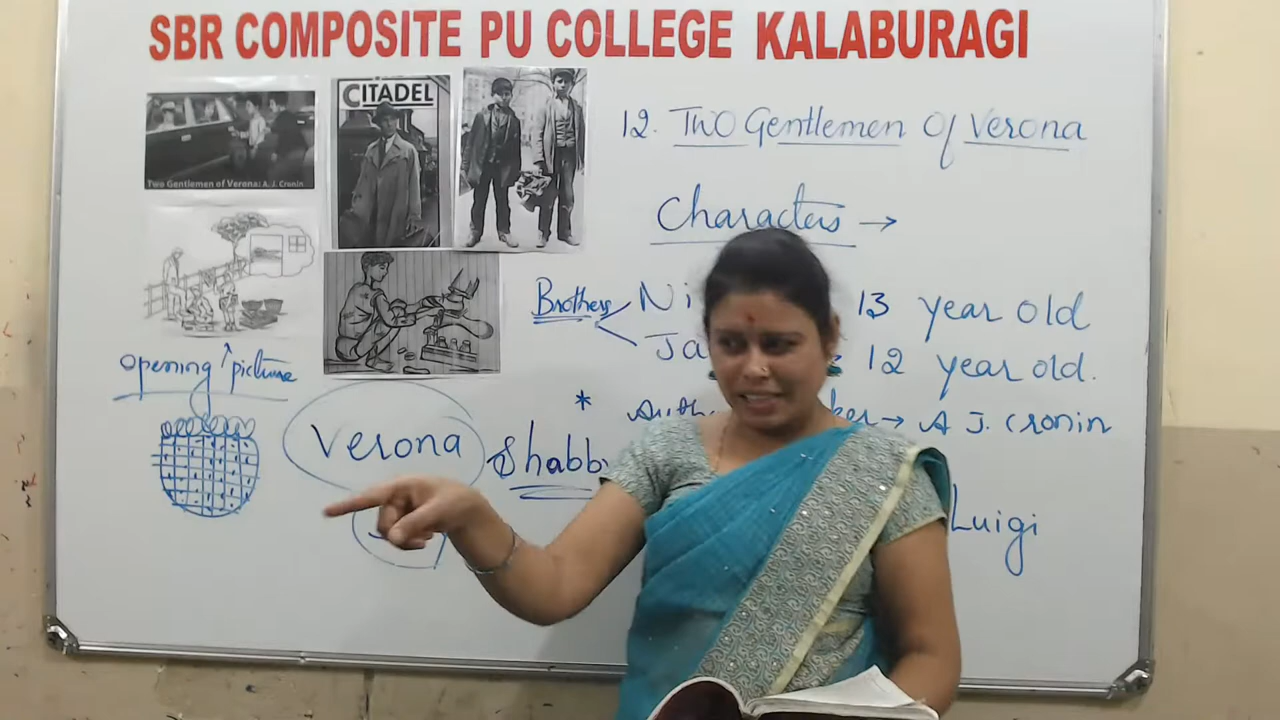 SBR COMPOSITE PU COLLEGE KALABURAGI
CITADEL
Two Gentlemen of Verona: A. J. Cronin
12. Two Gentlemen Of Verona
Characters →
Brothers
13 year old
12 year old.
opening picture
* → A J. Cronin
Verona
Luigi